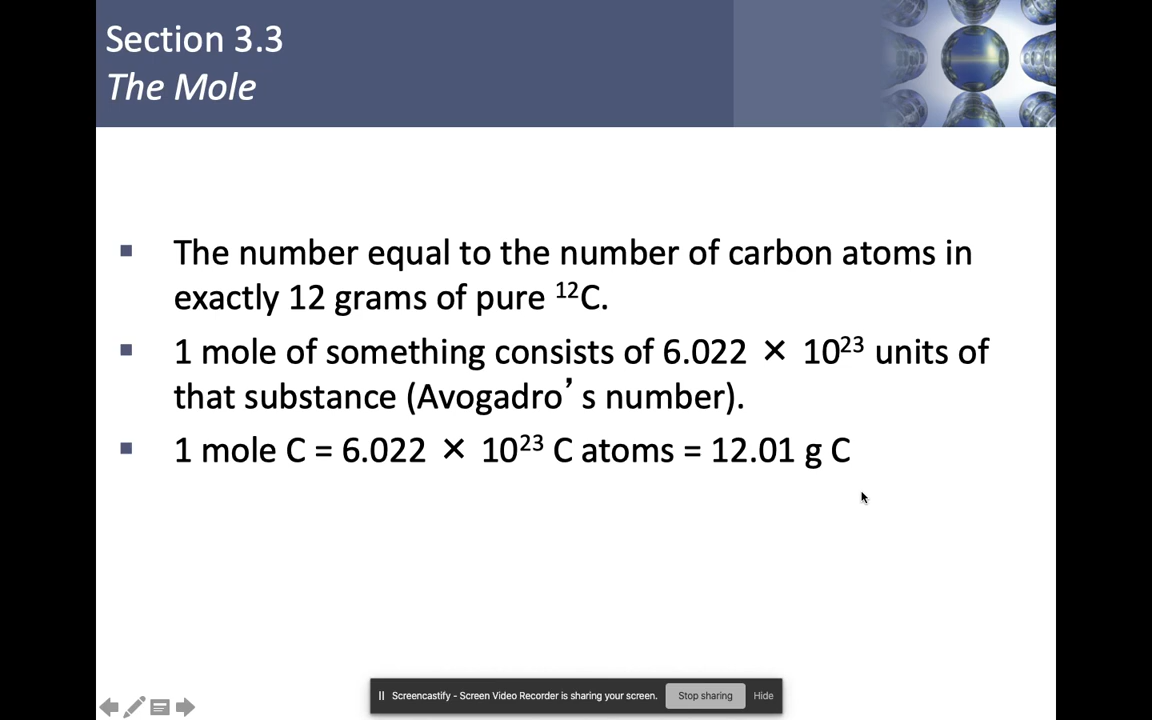 Section 3.3
The Mole
▪ The number equal to the number of carbon atoms in
exactly 12 grams of pure ¹²C.
▪ 1 mole of something consists of 6.022 × 10²³ units of
that substance (Avogadro’s number).
▪ 1 mole C = 6.022 × 10²³ C atoms = 12.01 g C
Screencastify - Screen Video Recorder is sharing your screen. Stop sharing Hide